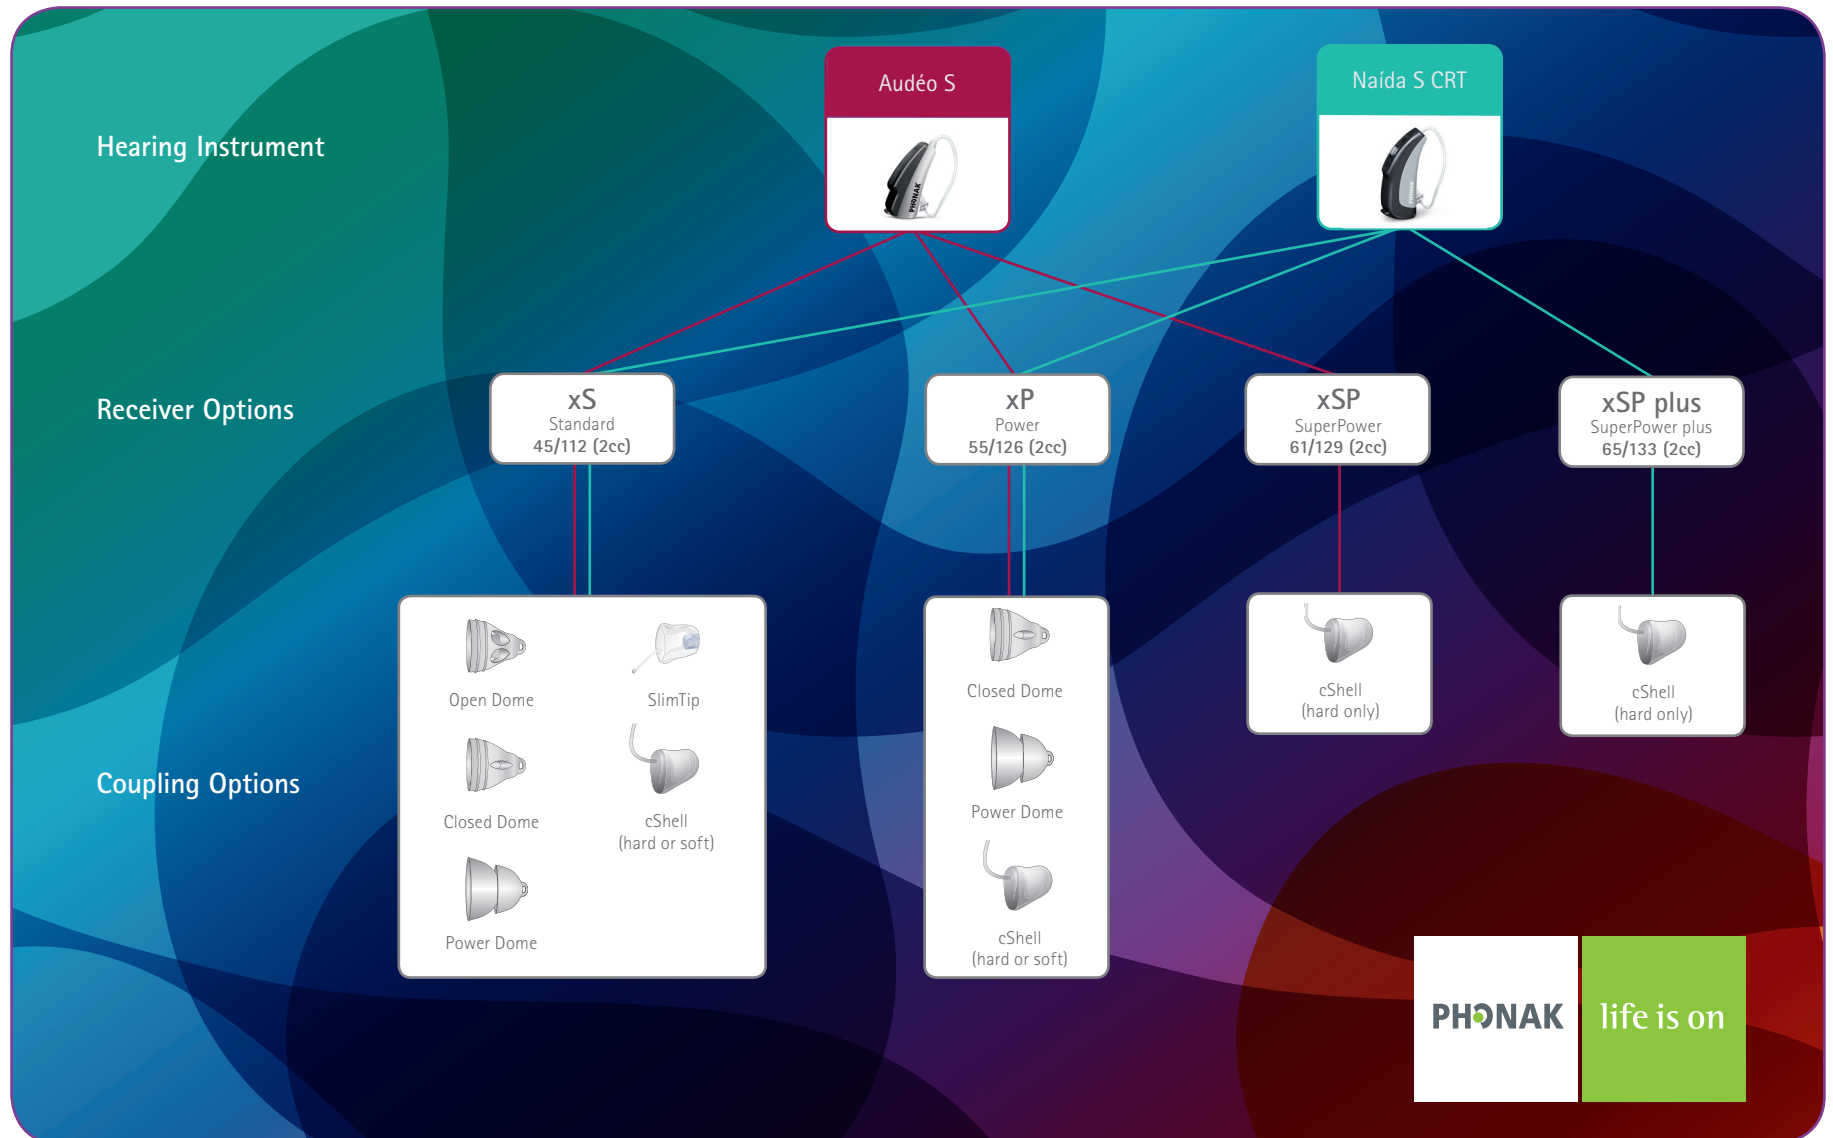 Audéo S
Naída S CRT
Hearing Instrument
PHONAK
PHONAK
Receiver Options
xS
Standard
45/112 (2cc)
xP
Power
55/126 (2cc)
xSP
SuperPower
61/129 (2cc)
xSP plus
SuperPower plus
65/133 (2cc)
Coupling Options
Open Dome
SlimTip
Closed Dome
cShell
(hard or soft)
Power Dome
Closed Dome
Power Dome
cShell
(hard or soft)
cShell
(hard only)
cShell
(hard only)
PHONAK
life is on